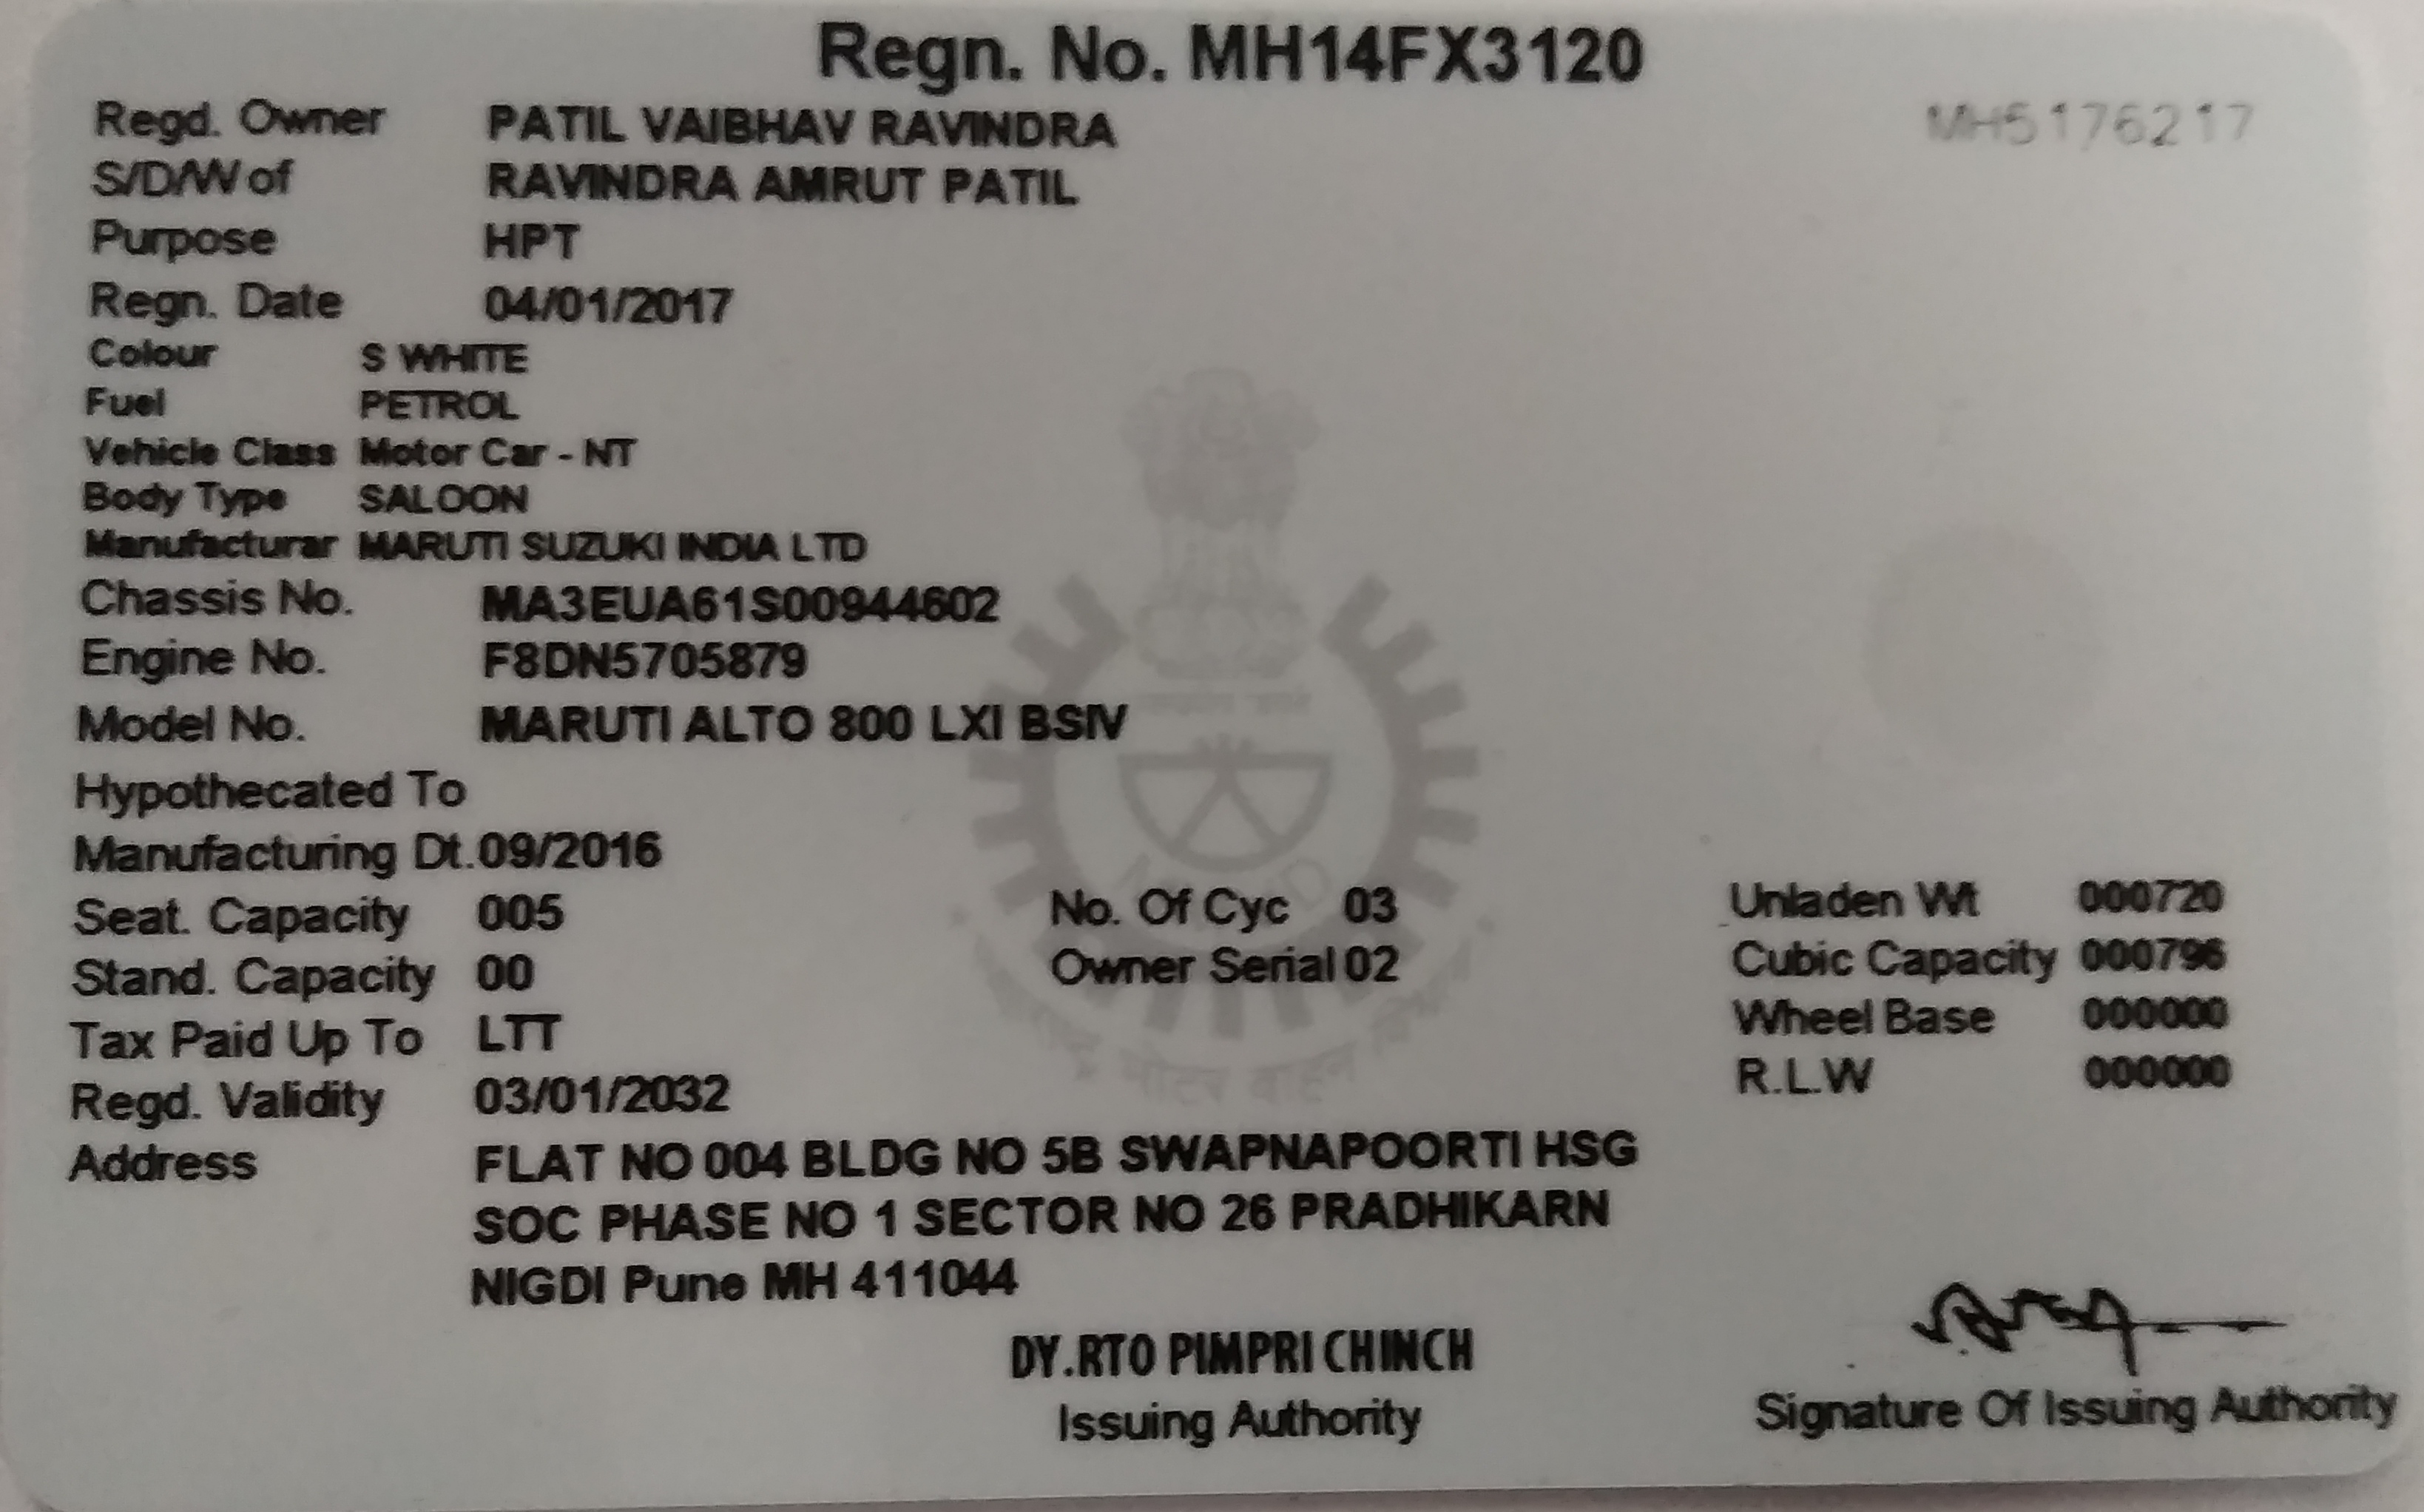 Regn. No. MH14FX3120
MH5176217
Regd. Owner PATIL VAIBHAV RAVINDRA
S/D/W of RAVINDRA AMRUT PATIL
Purpose HPT
Regn. Date 04/01/2017
Colour S WHITE
Fuel PETROL
Vehicle Class Motor Car - NT
Body Type SALOON
Manufacturar MARUTI SUZUKI INDIA LTD
Chassis No. MA3EUA61S00944602
Engine No. F8DN5705879
Model No. MARUTI ALTO 800 LXI BSIV
Hypothecated To
Manufacturing Dt. 09/2016
Seat. Capacity 005 No. Of Cyc 03 Unladen Wt 000720
Stand. Capacity 00 Owner Serial 02 Cubic Capacity 000796
Tax Paid Up To LTT Wheel Base 000000
Regd. Validity 03/01/2032 R.L.W 000000
Address FLAT NO 004 BLDG NO 5B SWAPNAPOORTI HSG
SOC PHASE NO 1 SECTOR NO 26 PRADHIKARN
NIGDI Pune MH 411044
DY.RTO PIMPRI CHINCH
Issuing Authority
Signature Of Issuing Authority
मोटर वाहन